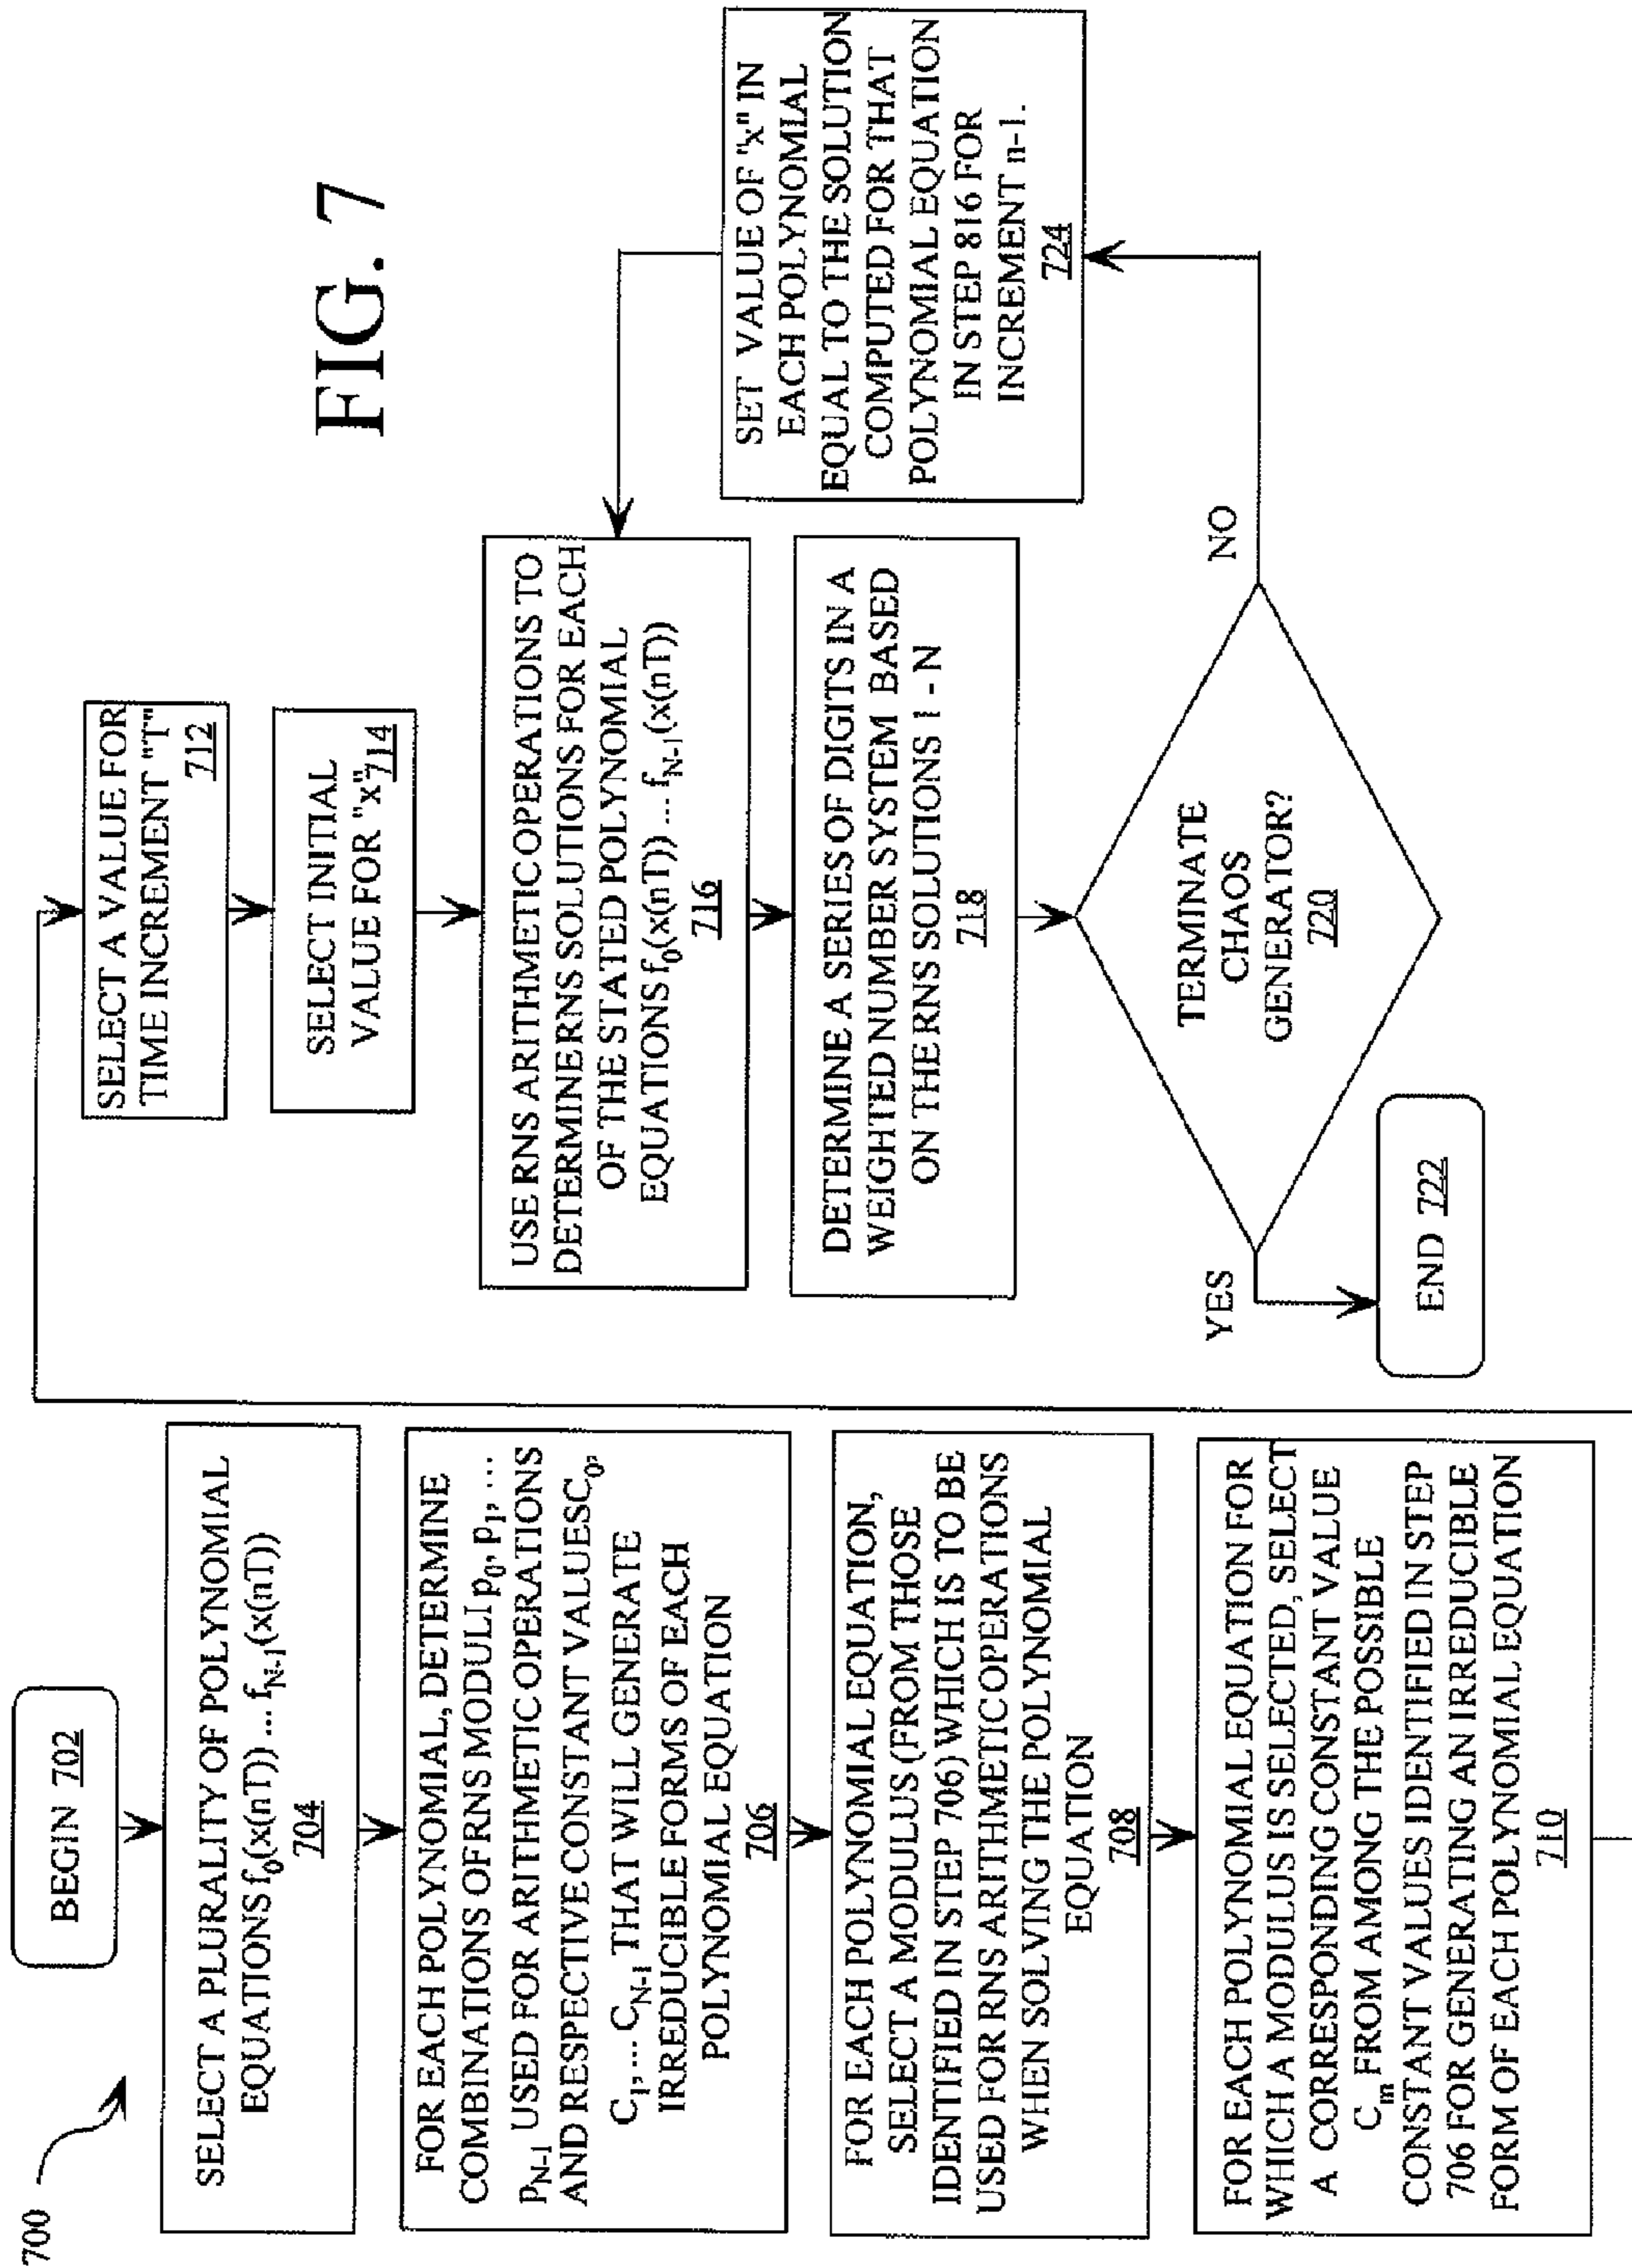 700
BEGIN 702
SELECT A PLURALITY OF POLYNOMIAL
EQUATIONS f₀(x(nT)) ... f_N-1(x(nT))
704
FOR EACH POLYNOMIAL, DETERMINE
COMBINATIONS OF RNS MODULI p₀, p₁, ...
p_N-1 USED FOR ARITHMETIC OPERATIONS
AND RESPECTIVE CONSTANT VALUES C₀,
C₁, ... C_N-1 THAT WILL GENERATE
IRREDUCIBLE FORMS OF EACH
POLYNOMIAL EQUATION
706
FOR EACH POLYNOMIAL EQUATION,
SELECT A MODULUS (FROM THOSE
IDENTIFIED IN STEP 706) WHICH IS TO BE
USED FOR RNS ARITHMETIC OPERATIONS
WHEN SOLVING THE POLYNOMIAL
EQUATION
708
FOR EACH POLYNOMIAL EQUATION FOR
WHICH A MODULUS IS SELECTED, SELECT
A CORRESPONDING CONSTANT VALUE
C_m FROM AMONG THE POSSIBLE
CONSTANT VALUES IDENTIFIED IN STEP
706 FOR GENERATING AN IRREDUCIBLE
FORM OF EACH POLYNOMIAL EQUATION
710
SELECT A VALUE FOR
TIME INCREMENT "T"
712
SELECT INITIAL
VALUE FOR "x" 714
USE RNS ARITHMETIC OPERATIONS TO
DETERMINE RNS SOLUTIONS FOR EACH
OF THE STATED POLYNOMIAL
EQUATIONS f₀(x(nT)) ... f_N-1(x(nT))
716
DETERMINE A SERIES OF DIGITS IN A
WEIGHTED NUMBER SYSTEM BASED
ON THE RNS SOLUTIONS 1 - N
718
TERMINATE
CHAOS
GENERATOR?
720
YES
NO
END 722
SET VALUE OF "x" IN
EACH POLYNOMIAL
EQUAL TO THE SOLUTION
COMPUTED FOR THAT
POLYNOMIAL EQUATION
IN STEP 816 FOR
INCREMENT n-1.
724
FIG. 7